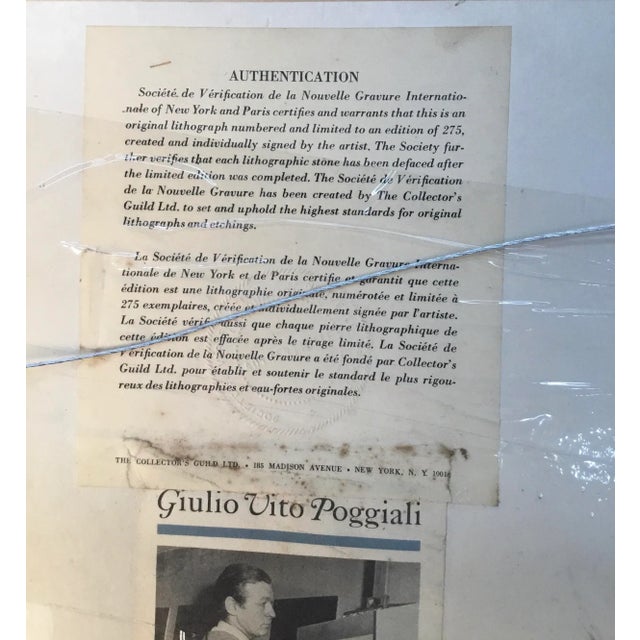 AUTHENTICATION
Société de Vérification de la Nouvelle Gravure Internatio-
nale of New York and Paris certifies and warrants that this is an
original lithograph numbered and limited to an edition of 275,
created and individually signed by the artist. The Society fur-
ther verifies that each lithographic stone has been defaced after
the limited edition was completed. The Société de Vérification
de la Nouvelle Gravure has been created by The Collector's
Guild Ltd. to set and uphold the highest standards for original
lithographs and etchings.
La Société de Vérification de la Nouvelle Gravure Interna-
tionale de New York et de Paris certifie et garantit que cette
édition est une lithographie originale, numérotée et limitée à
275 exemplaires, créée et individuellement signée par l'artiste.
La Société vérifie aussi que chaque pierre lithographique de
cette édition est effacée après le tirage limité. La Société de
Vérification de la Nouvelle Gravure a été fondé par Collector's
Guild Ltd. pour établir et soutenir le standard le plus rigou-
reux des lithographies et eau-fortes originales.
THE COLLECTOR'S GUILD LTD. • 185 MADISON AVENUE • NEW YORK, N. Y. 10016
Giulio Vito Poggiali